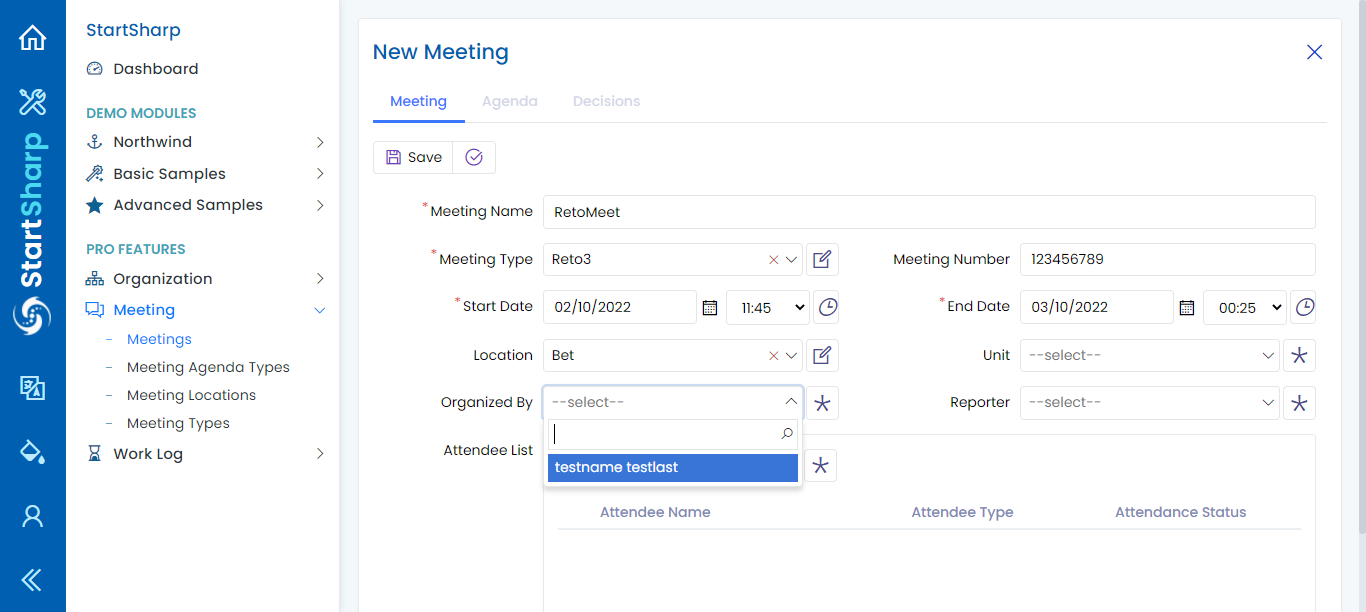 StartSharp
StartSharp
Dashboard
DEMO MODULES
Northwind
Basic Samples
Advanced Samples
PRO FEATURES
Organization
Meeting
Meetings
Meeting Agenda Types
Meeting Locations
Meeting Types
Work Log
New Meeting
Meeting Agenda Decisions
Save
*Meeting Name RetoMeet
*Meeting Type Reto3 Meeting Number 123456789
*Start Date 02/10/2022 11:45 *End Date 03/10/2022 00:25
Location Bet Unit --select--
Organized By --select-- Reporter --select--
Attendee List
testname testlast
Attendee Name Attendee Type Attendance Status